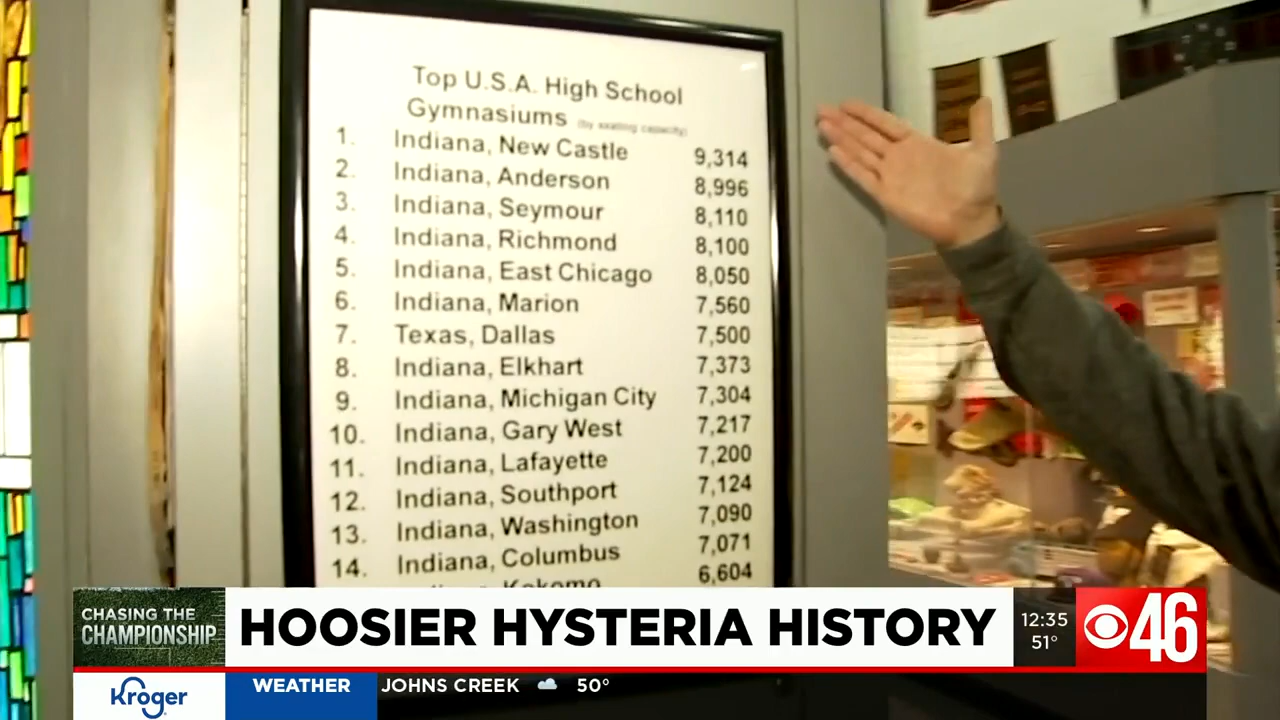 Top U.S.A. High School
Gymnasiums (by seating capacity)
1. Indiana, New Castle 9,314
2. Indiana, Anderson 8,996
3. Indiana, Seymour 8,110
4. Indiana, Richmond 8,100
5. Indiana, East Chicago 8,050
6. Indiana, Marion 7,560
7. Texas, Dallas 7,500
8. Indiana, Elkhart 7,373
9. Indiana, Michigan City 7,304
10. Indiana, Gary West 7,217
11. Indiana, Lafayette 7,200
12. Indiana, Southport 7,124
13. Indiana, Washington 7,090
14. Indiana, Columbus 7,071
Kokomo 6,604
CHASING THE
CHAMPIONSHIP
HOOSIER HYSTERIA HISTORY
12:35
51°
46
Kroger
WEATHER
JOHNS CREEK 50°